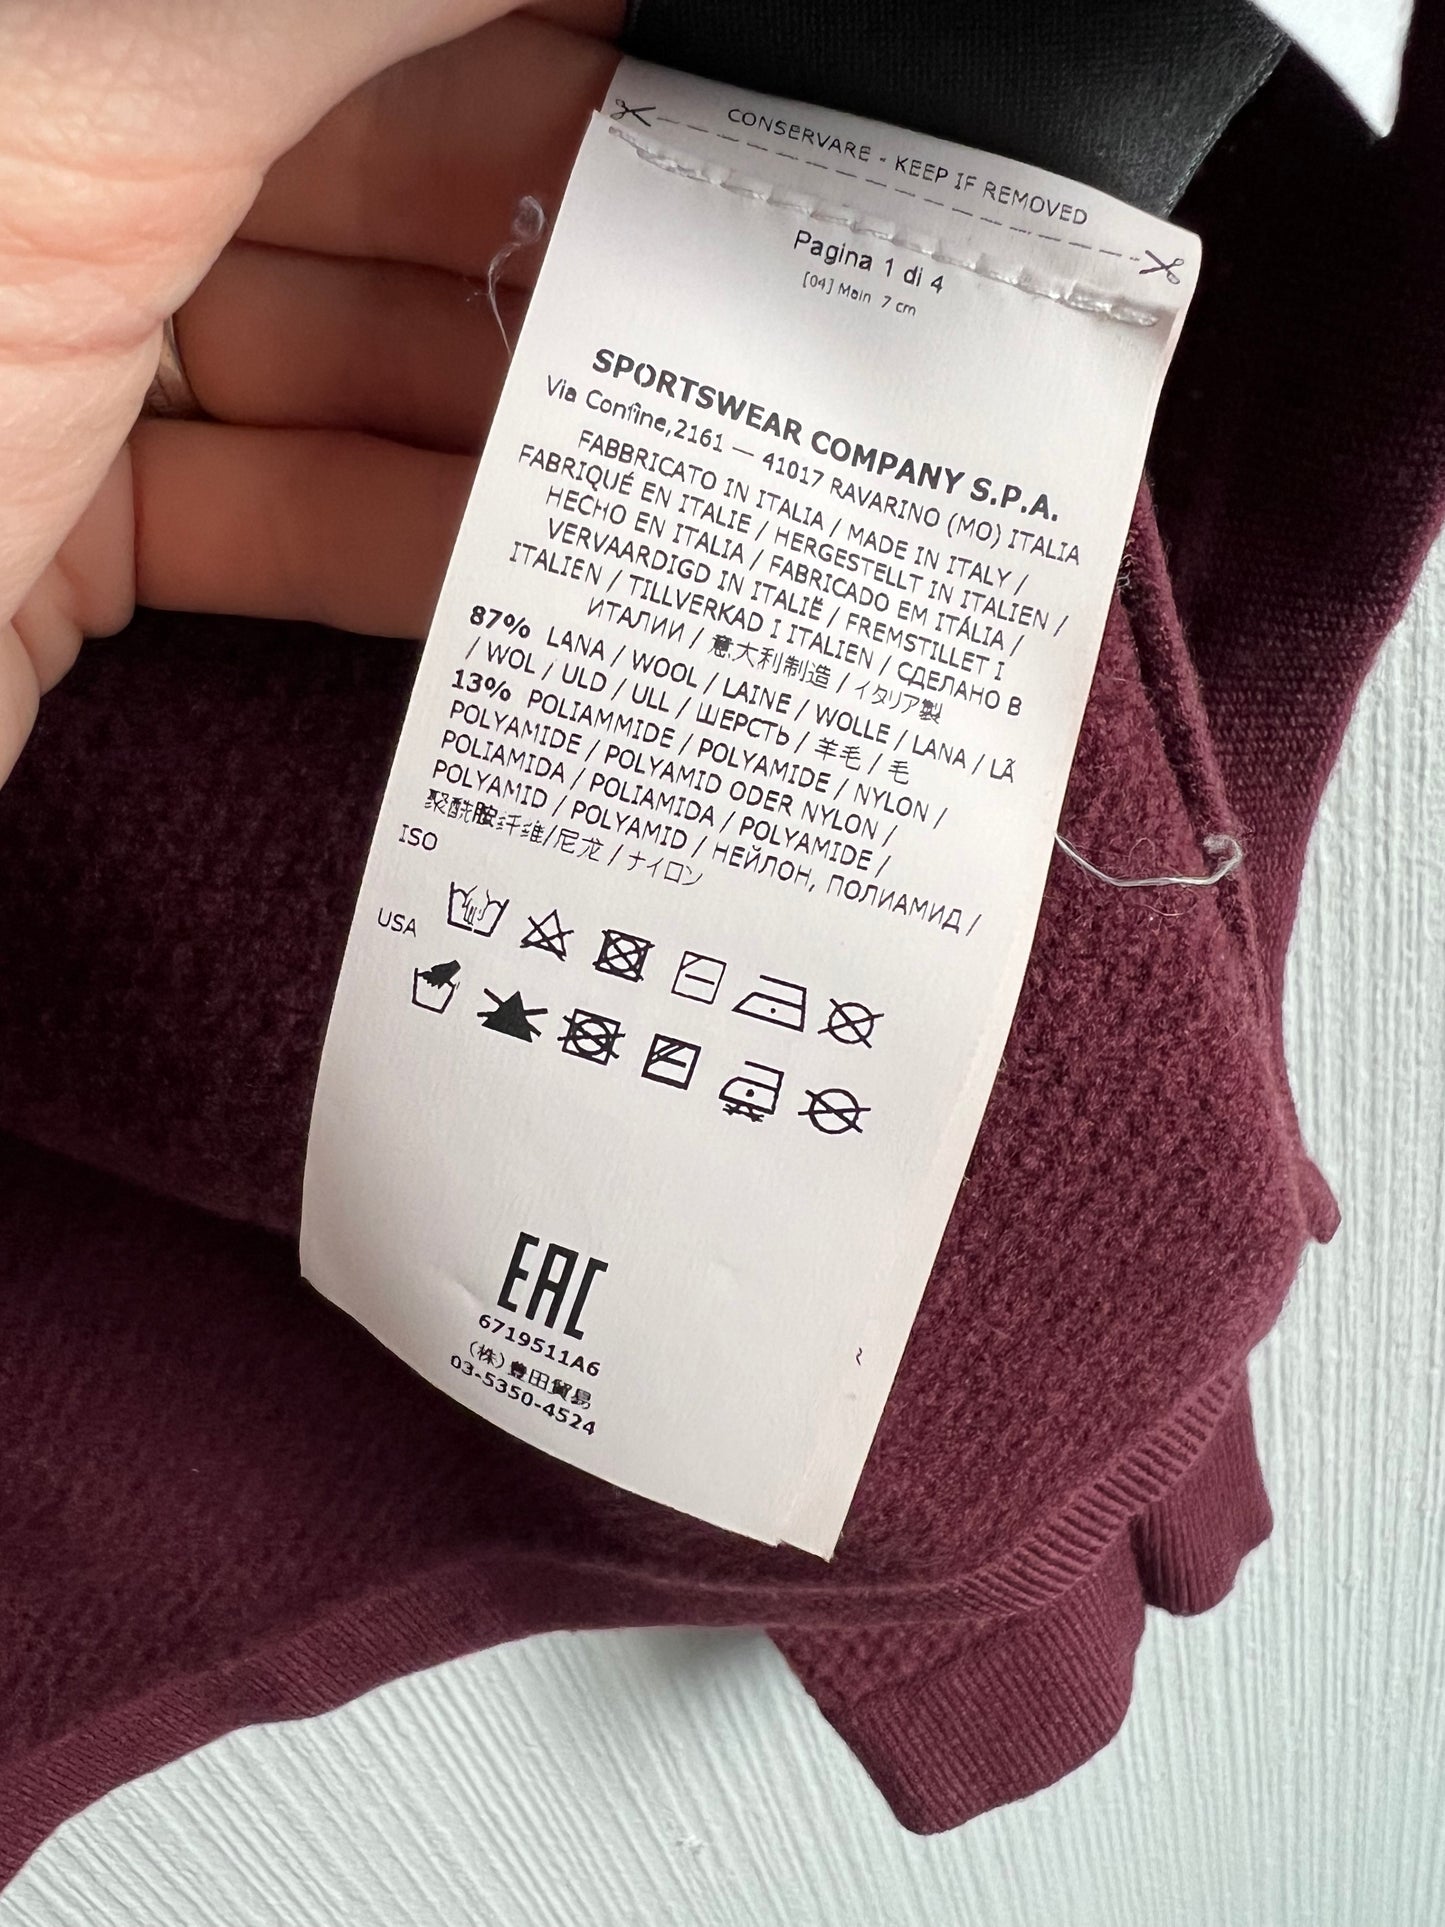 CONSERVARE - KEEP IF REMOVED
Pagina 1 di 4
[04] Main 7 cm
SPORTSWEAR COMPANY S.P.A.
Via Confine,2161 — 41017 RAVARINO (MO) ITALIA
FABBRICATO IN ITALIA / MADE IN ITALY /
FABRIQUÉ EN ITALIE / HERGESTELLT IN ITALIEN /
HECHO EN ITALIA / FABRICADO EM ITÁLIA /
VERVAARDIGD IN ITALIË / FREMSTILLET I
ITALIEN / TILLVERKAD I ITALIEN / СДЕЛАНО В
ИТАЛИИ / 意大利制造 / イタリア製
87% LANA / WOOL / LAINE / WOLLE / LANA / LÃ
/ WOL / ULD / ULL / ШЕРСТЬ / 羊毛 / 毛
13% POLIAMMIDE / POLYAMIDE / NYLON /
POLYAMIDE / POLYAMID ODER NYLON /
POLIAMIDA / POLIAMIDA / POLYAMIDE /
POLYAMID / POLYAMID / НЕЙЛОН, ПОЛИАМИД /
聚酰胺纤维/尼龙 / ナイロン
ISO
USA
EAC
6719511A6
(株)豊田貿易
03-5350-4524